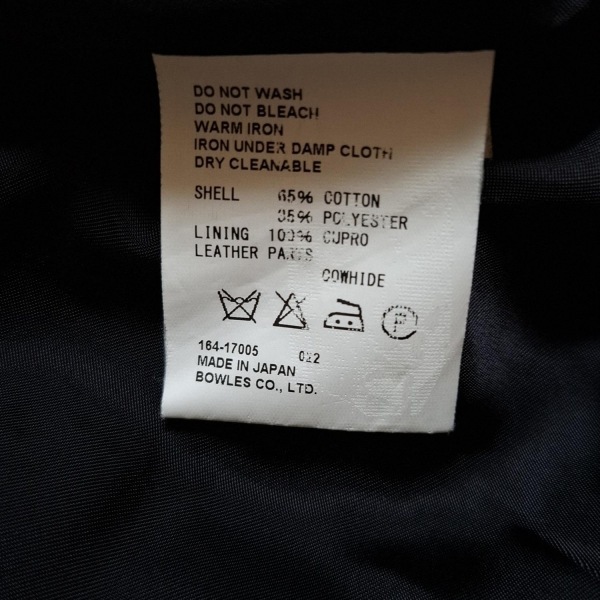 DO NOT WASH
DO NOT BLEACH
WARM IRON
IRON UNDER DAMP CLOTH
DRY CLEANABLE
SHELL 65% COTTON
35% POLYESTER
LINING 100% CUPRO
LEATHER PARTS
COWHIDE
P
164-17005 022
MADE IN JAPAN
BOWLES CO., LTD.